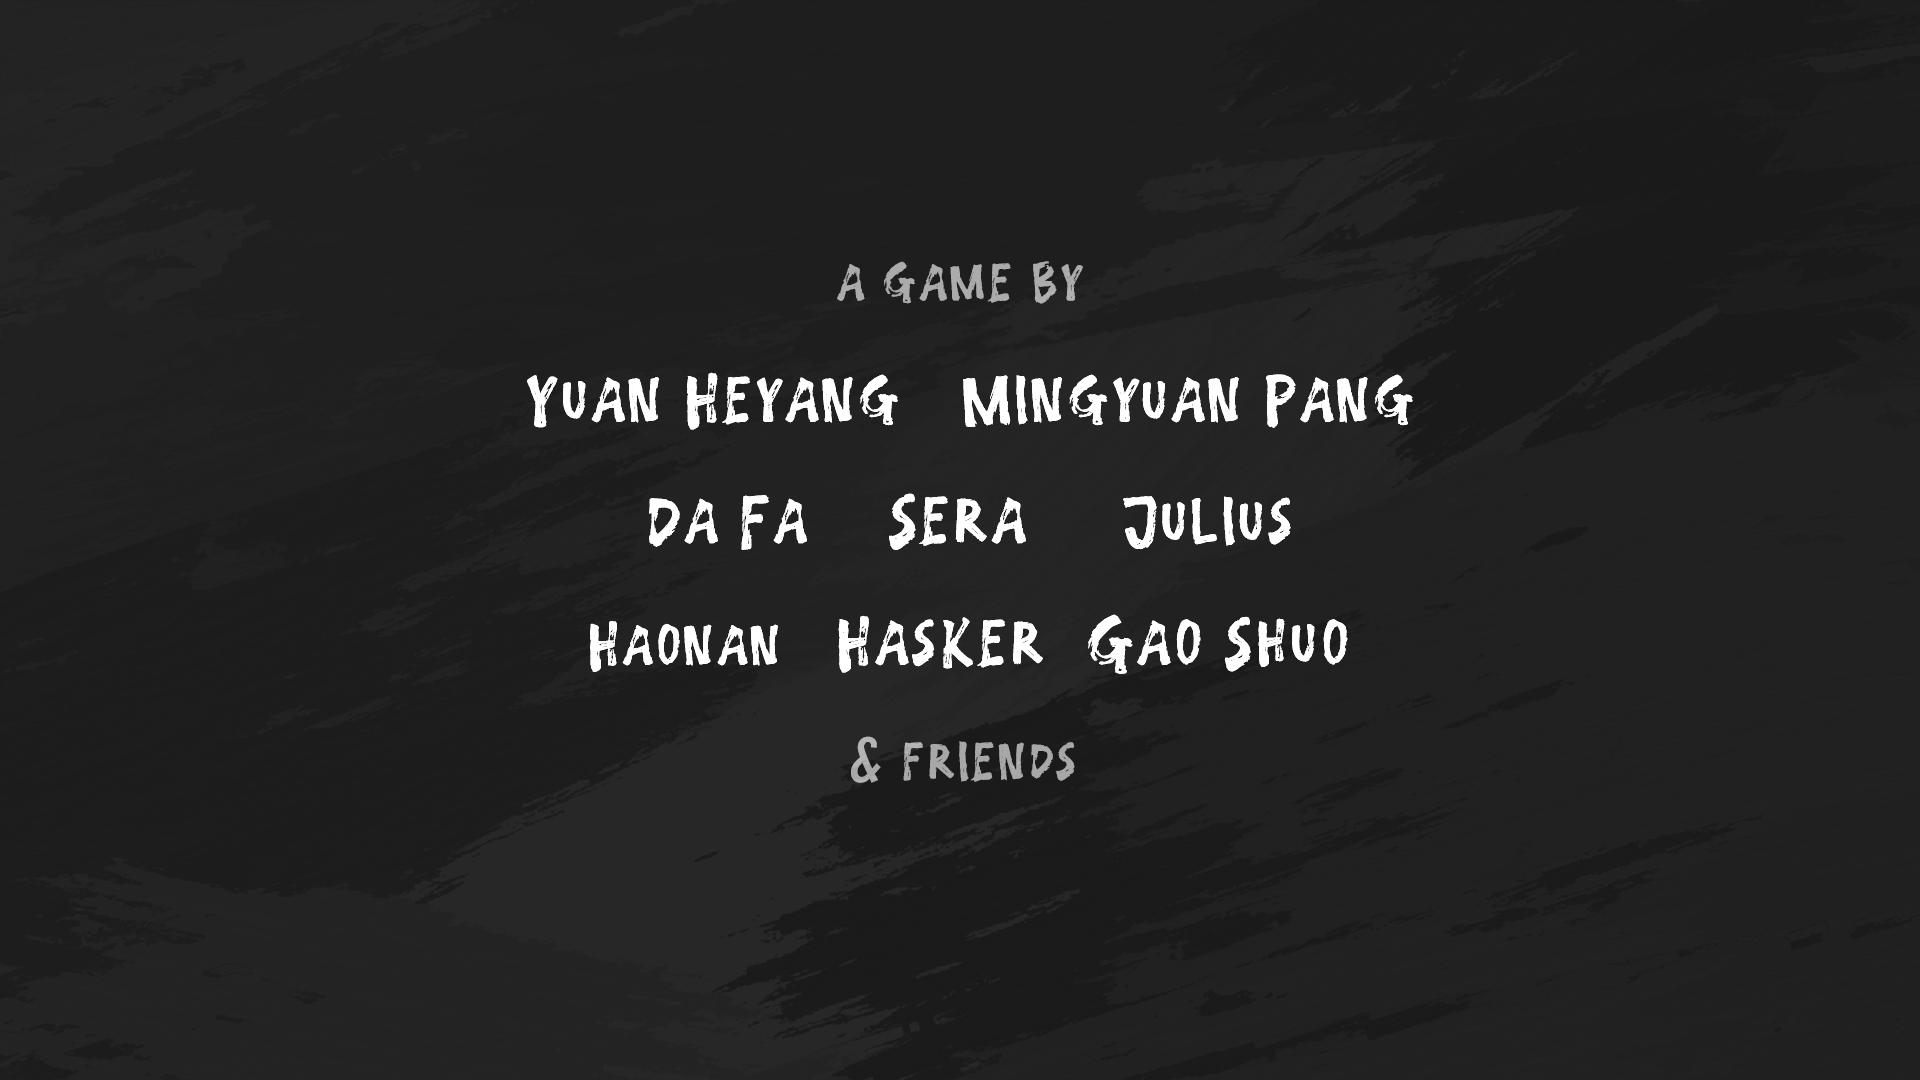 A GAME BY
YUAN HEYANG MINGYUAN PANG
DA FA SERA JULIUS
HAONAN HASKER GAO SHUO
& FRIENDS